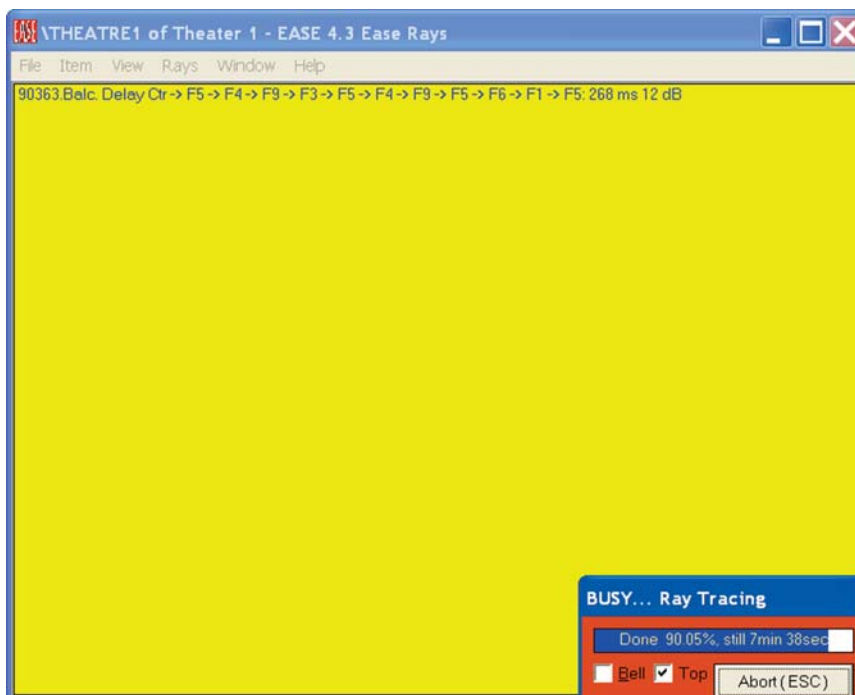 EASE \THEATRE1 of Theater 1 - EASE 4.3 Ease Rays
File Item View Rays Window Help
90363.Balc. Delay Ctr -> F5 -> F4 -> F9 -> F3 -> F5 -> F4 -> F9 -> F5 -> F6 -> F1 -> F5: 268 ms 12 dB
BUSY... Ray Tracing
Done 90.05%, still 7min 38sec
Bell Top Abort (ESC)